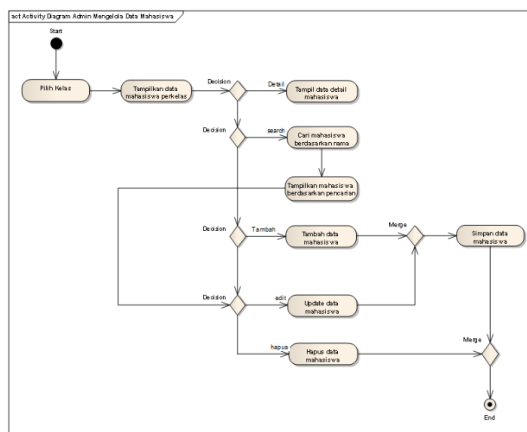 act Activity Diagram Admin Mengelola Data Mahasiswa
Start
Pilih Kelas
Tampilkan data
mahasiswa perkelas
Decision
Detail
Tampil data detail
mahasiswa
Decision
search
Cari mahasiswa
berdasarkan nama
Tampilkan mahasiswa
berdasarkan pencarian
Decision
Tambah
Tambah data
mahasiswa
Merge
Simpan data
mahasiswa
Decision
edit
Update data
mahasiswa
hapus
Hapus data
mahasiswa
Merge
End